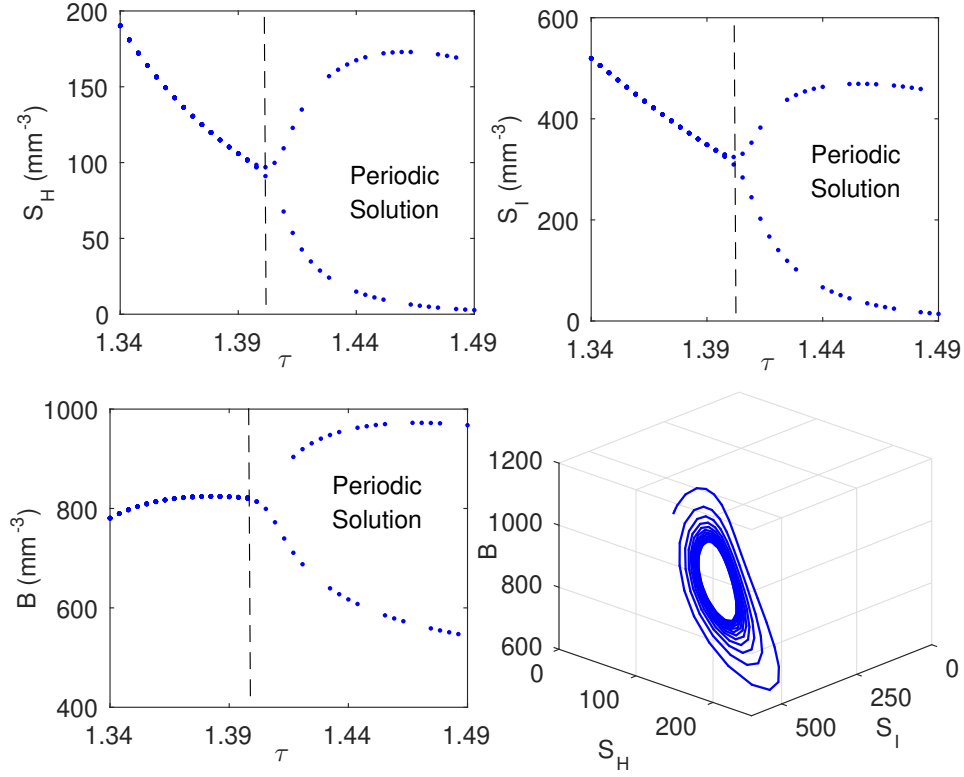 200
150
100
50
0
S_H (mm^-3)
Periodic
Solution
1.34 1.39 1.44 1.49
τ
600
400
200
0
S_I (mm^-3)
Periodic
Solution
1.34 1.39 1.44 1.49
τ
1000
800
600
400
B (mm^-3)
Periodic
Solution
1.34 1.39 1.44 1.49
τ
1200
1000
800
600
B
0 100 200
S_H
500 250 0
S_I